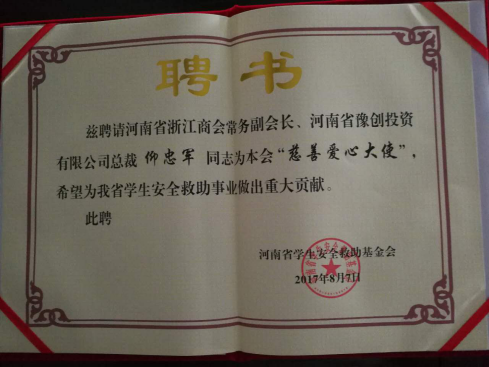 聘书
兹聘请河南省浙江商会常务副会长、河南省豫创投资
有限公司总裁 仰忠军 同志为本会“慈善爱心大使”，
希望为我省学生安全救助事业做出重大贡献。
此聘
河南省学生安全救助基金会
2017年8月7日